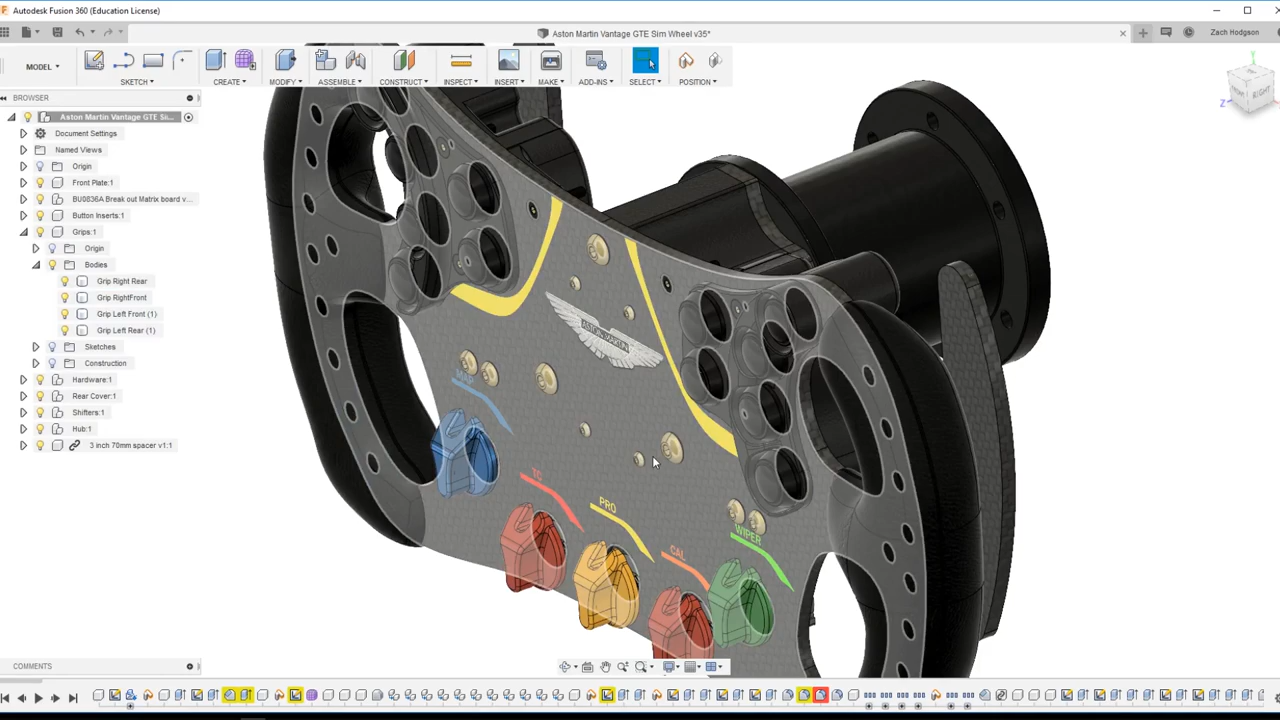 Autodesk Fusion 360 (Education License)
Aston Martin Vantage GTE Sim Wheel v35*
Zach Hodgson
MODEL
SKETCH
CREATE
MODIFY
ASSEMBLE
CONSTRUCT
INSPECT
INSERT
MAKE
ADD-INS
SELECT
POSITION
BROWSER
Aston Martin Vantage GTE Si...
Document Settings
Named Views
Origin
Front Plate:1
BU0836A Break out Matrix board v...
Button Inserts:1
Grips:1
Origin
Bodies
Grip Right Rear
Grip RightFront
Grip Left Front (1)
Grip Left Rear (1)
Sketches
Construction
Hardware:1
Rear Cover:1
Shifters:1
Hub:1
3 inch 70mm spacer v1:1
Y
RIGHT
Z
ASTON MARTIN
MAP
TC
PRO
CAL
WIPER
COMMENTS